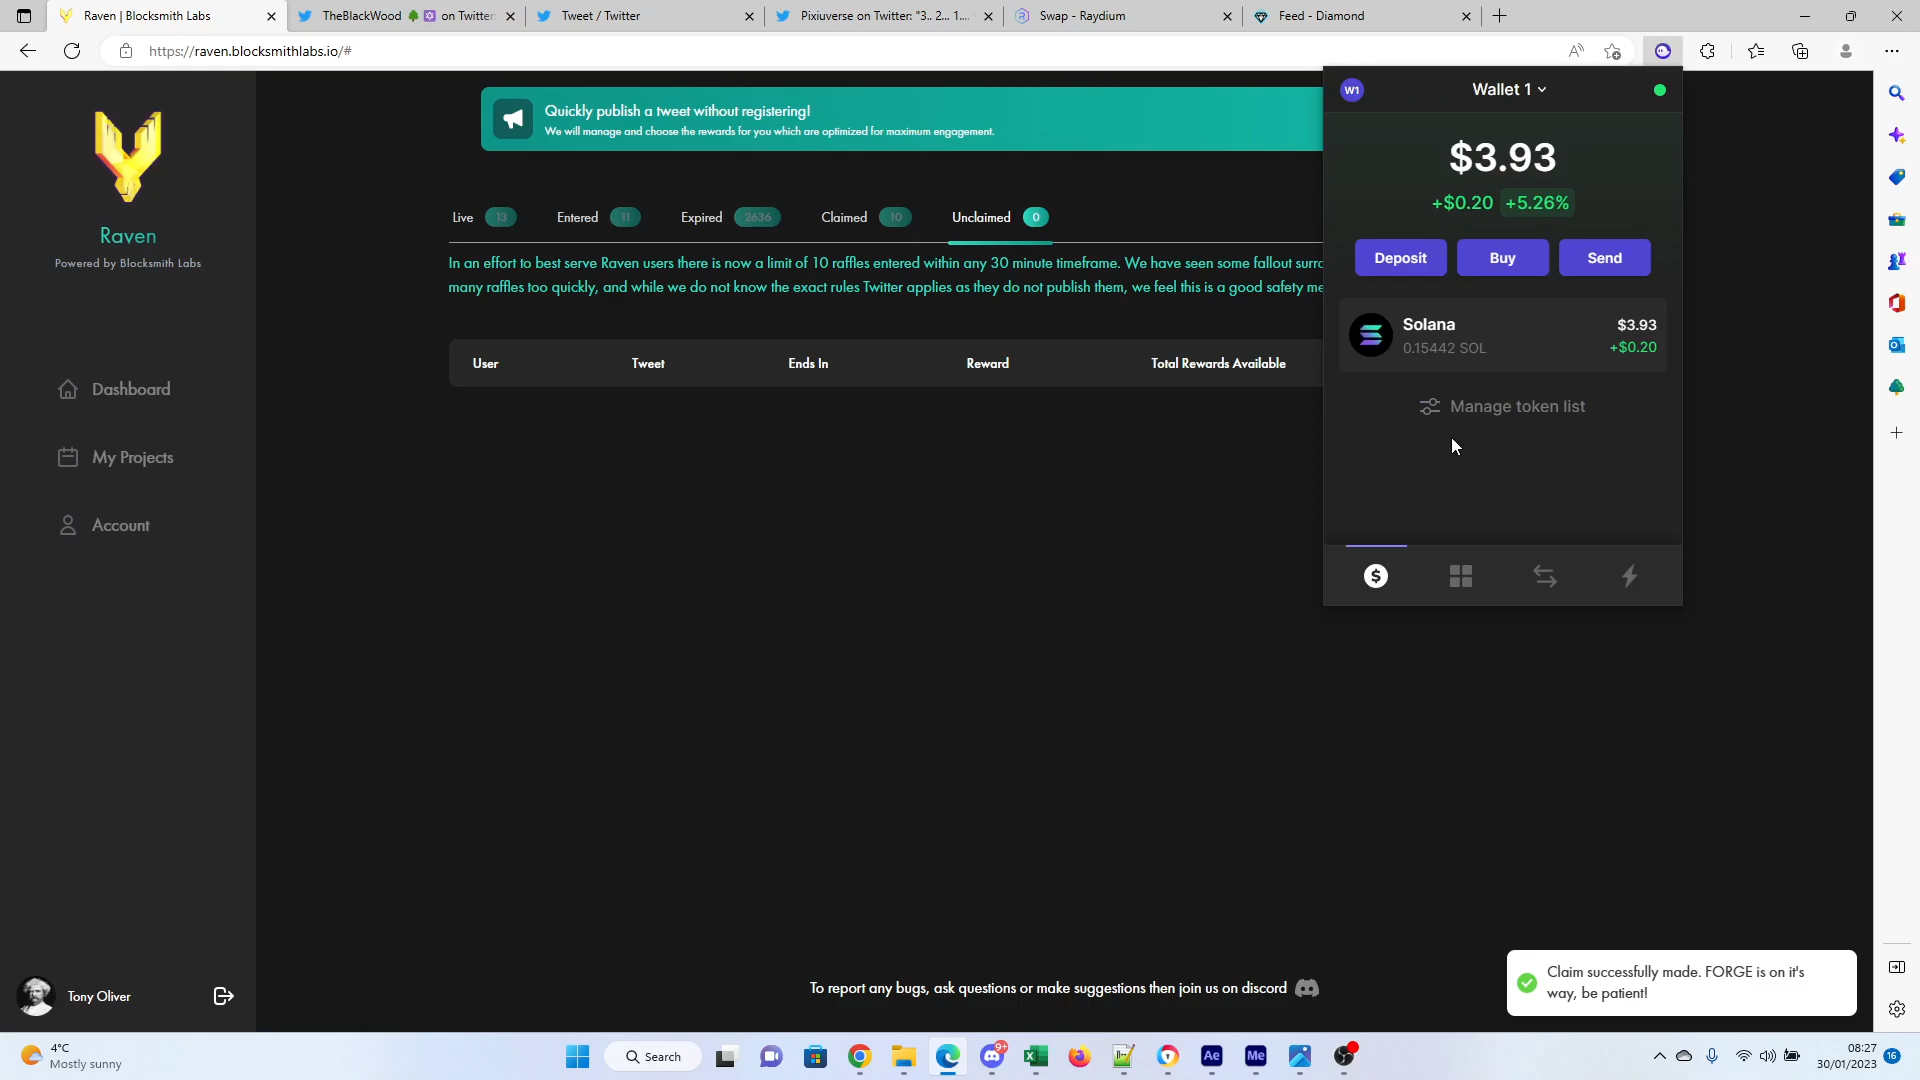 Raven | Blocksmith Labs
TheBlackWood 🌲 on Twitter
Tweet / Twitter
Pixiuverse on Twitter: "3.. 2... 1....
Swap - Raydium
Feed - Diamond
https://raven.blocksmithlabs.io/#
Raven
Powered by Blocksmith Labs
Dashboard
My Projects
Account
Tony Oliver
Quickly publish a tweet without registering!
We will manage and choose the rewards for you which are optimized for maximum engagement.
Live 13 Entered 11 Expired 2636 Claimed 10 Unclaimed 0
In an effort to best serve Raven users there is now a limit of 10 raffles entered within any 30 minute timeframe. We have seen some fallout surro
many raffles too quickly, and while we do not know the exact rules Twitter applies as they do not publish them, we feel this is a good safety me
User Tweet Ends In Reward Total Rewards Available
To report any bugs, ask questions or make suggestions then join us on discord
W1
Wallet 1
$3.93
+$0.20 +5.26%
Deposit Buy Send
Solana $3.93
0.15442 SOL +$0.20
Manage token list
Claim successfully made. FORGE is on it's
way, be patient!
4°C
Mostly sunny
Search
9+
Ae
Me
08:27
30/01/2023
16